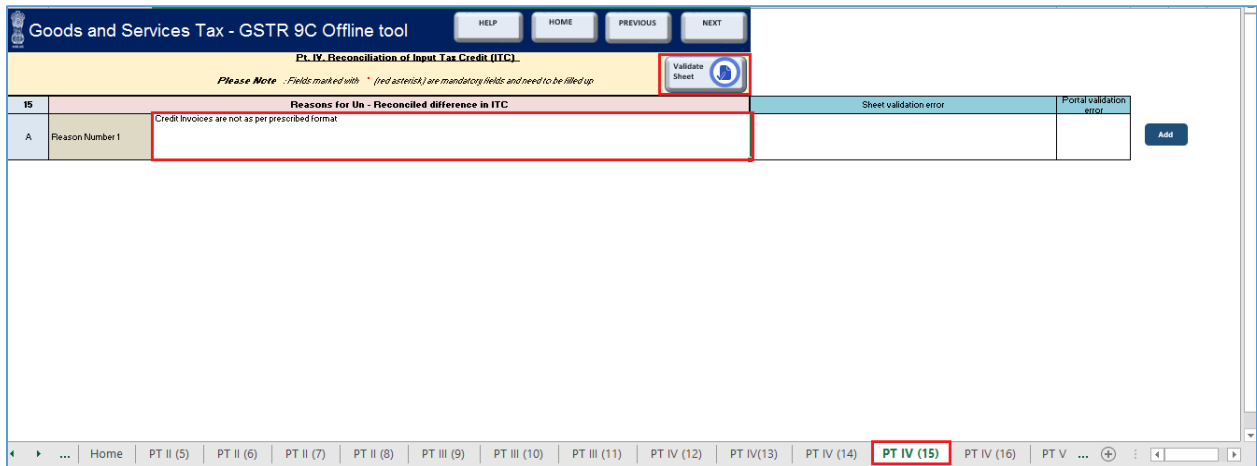 Goods and Services Tax - GSTR 9C Offline tool
HELP
HOME
PREVIOUS
NEXT
Pt. IV. Reconciliation of Input Tax Credit (ITC)
Please Note : Fields marked with * (red asterisk) are mandatory fields and need to be filled up
Validate
Sheet
15 Reasons for Un - Reconciled difference in ITC Sheet validation error Portal validation
error
Credit Invoices are not as per prescribed format
A Reason Number 1
Add
... Home PT II (5) PT II (6) PT II (7) PT II (8) PT III (9) PT III (10) PT III (11) PT IV (12) PT IV(13) PT IV (14) PT IV (15) PT IV (16) PT V ...